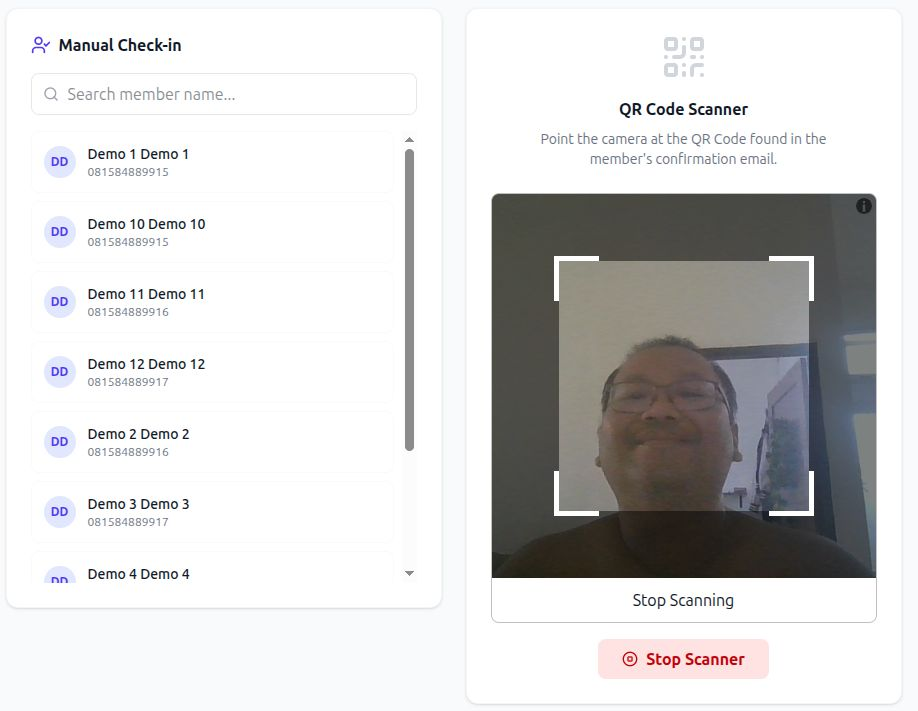 Manual Check-in
Search member name...
DD
Demo 1 Demo 1
081584889915
DD
Demo 10 Demo 10
081584889915
DD
Demo 11 Demo 11
081584889916
DD
Demo 12 Demo 12
081584889917
DD
Demo 2 Demo 2
081584889916
DD
Demo 3 Demo 3
081584889917
DD
Demo 4 Demo 4
QR Code Scanner
Point the camera at the QR Code found in the
member's confirmation email.
Stop Scanning
Stop Scanner